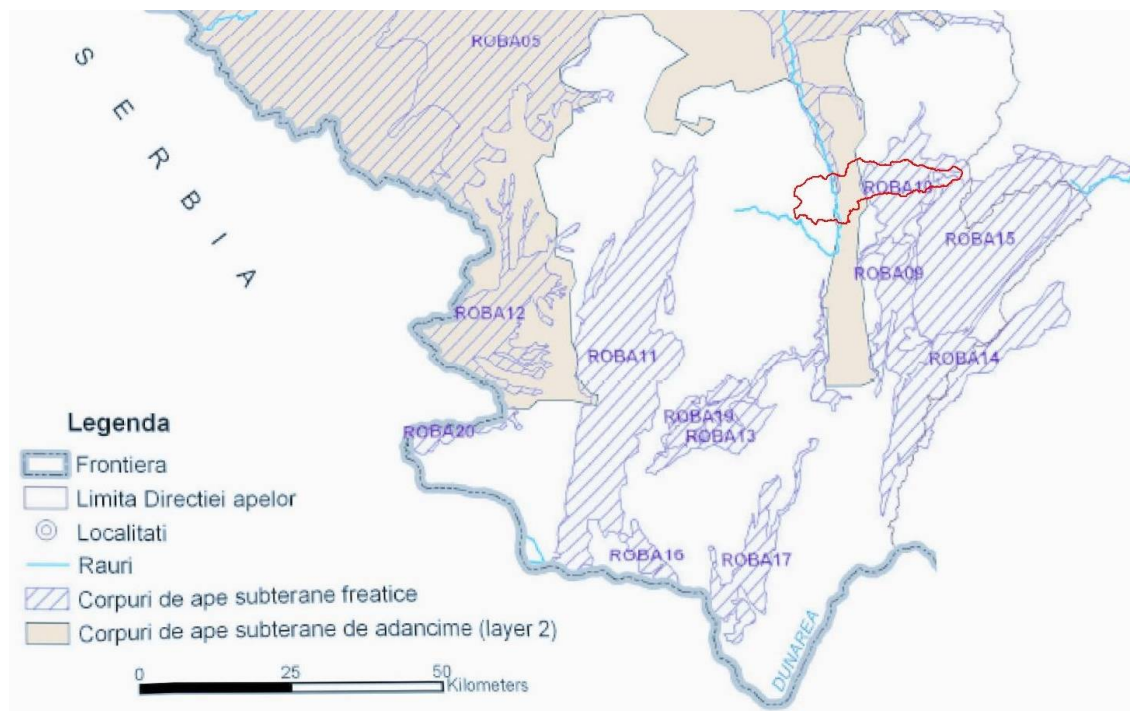 SERBIA
ROBA05
ROBA10
ROBA15
ROBA09
ROBA12
ROBA11
ROBA14
ROBA19
ROBA13
ROBA20
ROBA16
ROBA17
DUNAREA
Legenda
Frontiera
Limita Directiei apelor
Localitati
Rauri
Corpuri de ape subterane freatice
Corpuri de ape subterane de adancime (layer 2)
0 25 50
Kilometers